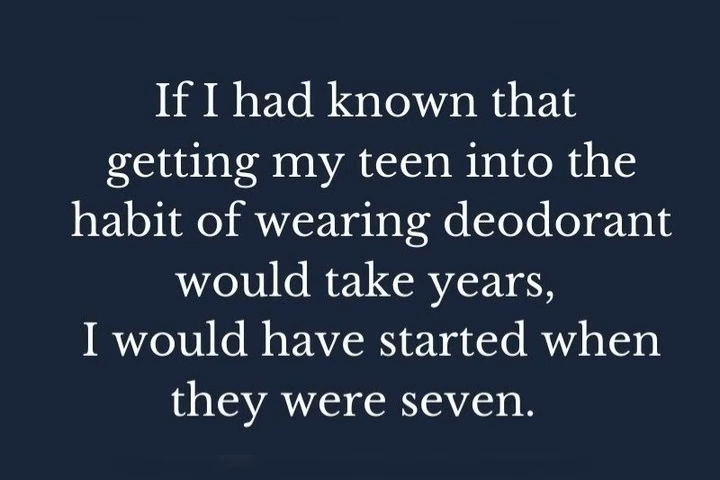 If I had known that
getting my teen into the
habit of wearing deodorant
would take years,
I would have started when
they were seven.